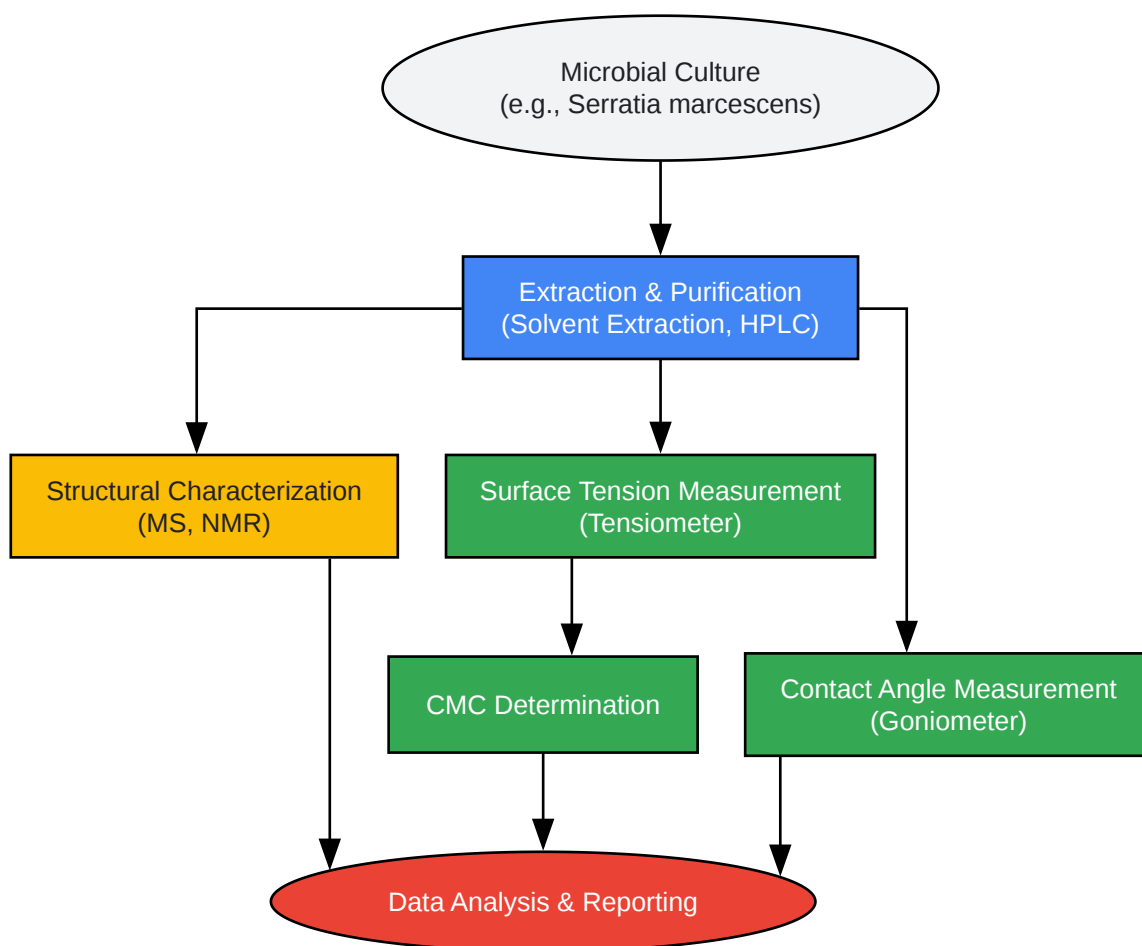 Microbial Culture
(e.g., Serratia marcescens)
Extraction & Purification
(Solvent Extraction, HPLC)
Structural Characterization
(MS, NMR)
Surface Tension Measurement
(Tensiometer)
CMC Determination
Contact Angle Measurement
(Goniometer)
Data Analysis & Reporting